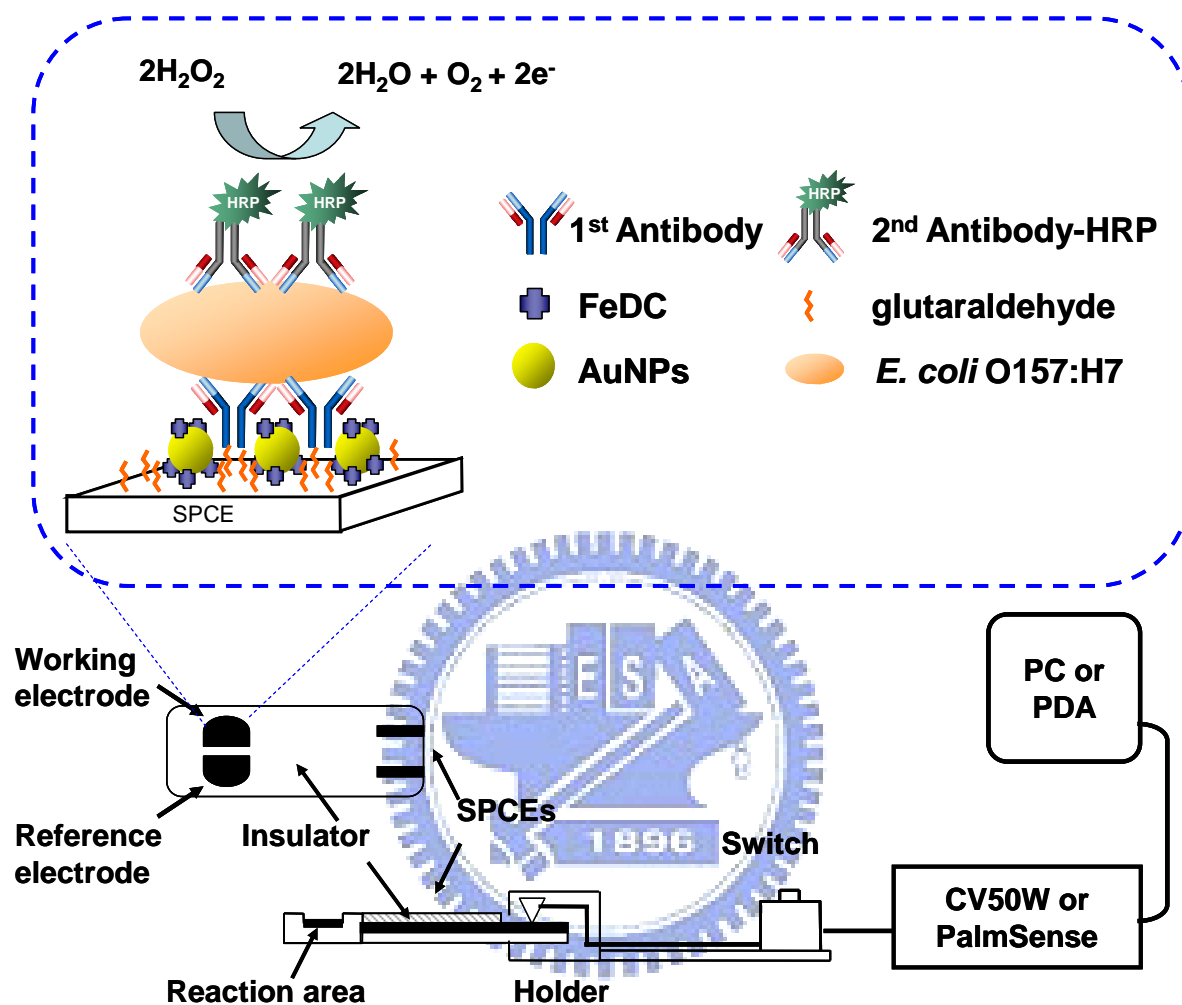 2H₂O₂ 2H₂O + O₂ + 2e⁻
HRP HRP
HRP
1ˢᵗ Antibody 2ⁿᵈ Antibody-HRP
FeDC glutaraldehyde
AuNPs E. coli O157:H7
SPCE
E S A
1896
Working
electrode
PC or
PDA
Reference
electrode
Insulator
SPCEs
Switch
CV50W or
PalmSense
Reaction area
Holder